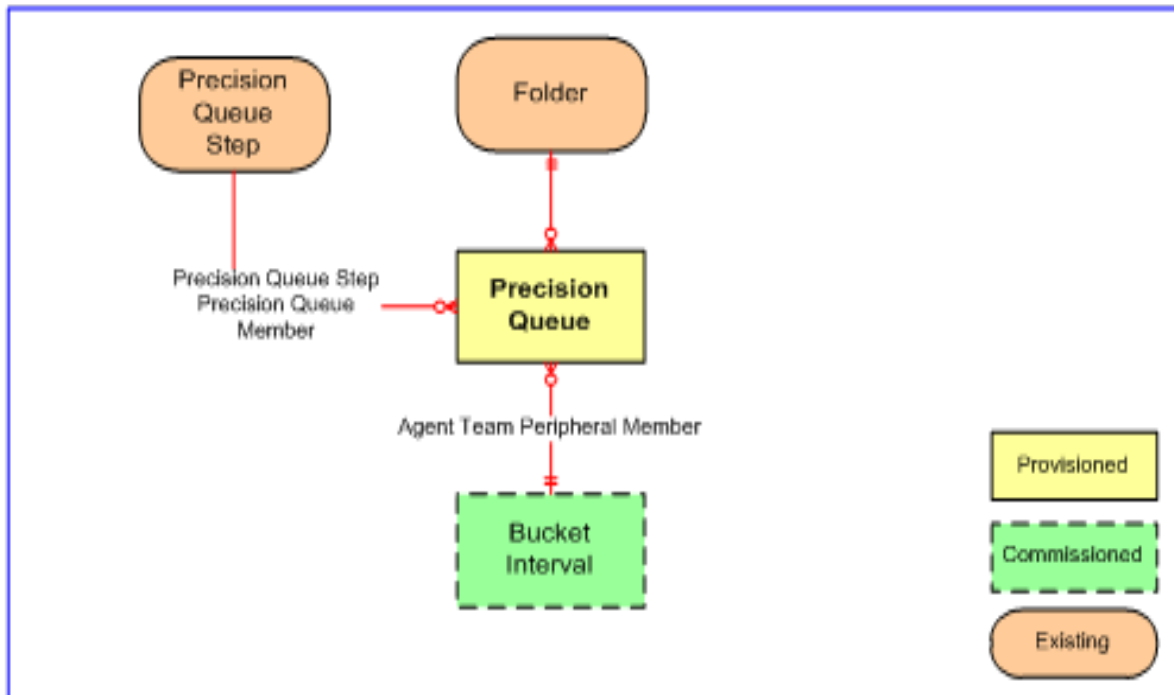 Precision
Queue
Step
Folder
Precision Queue Step
Precision Queue
Member
Precision
Queue
Agent Team Peripheral Member
Bucket
Interval
Provisioned
Commissioned
Existing